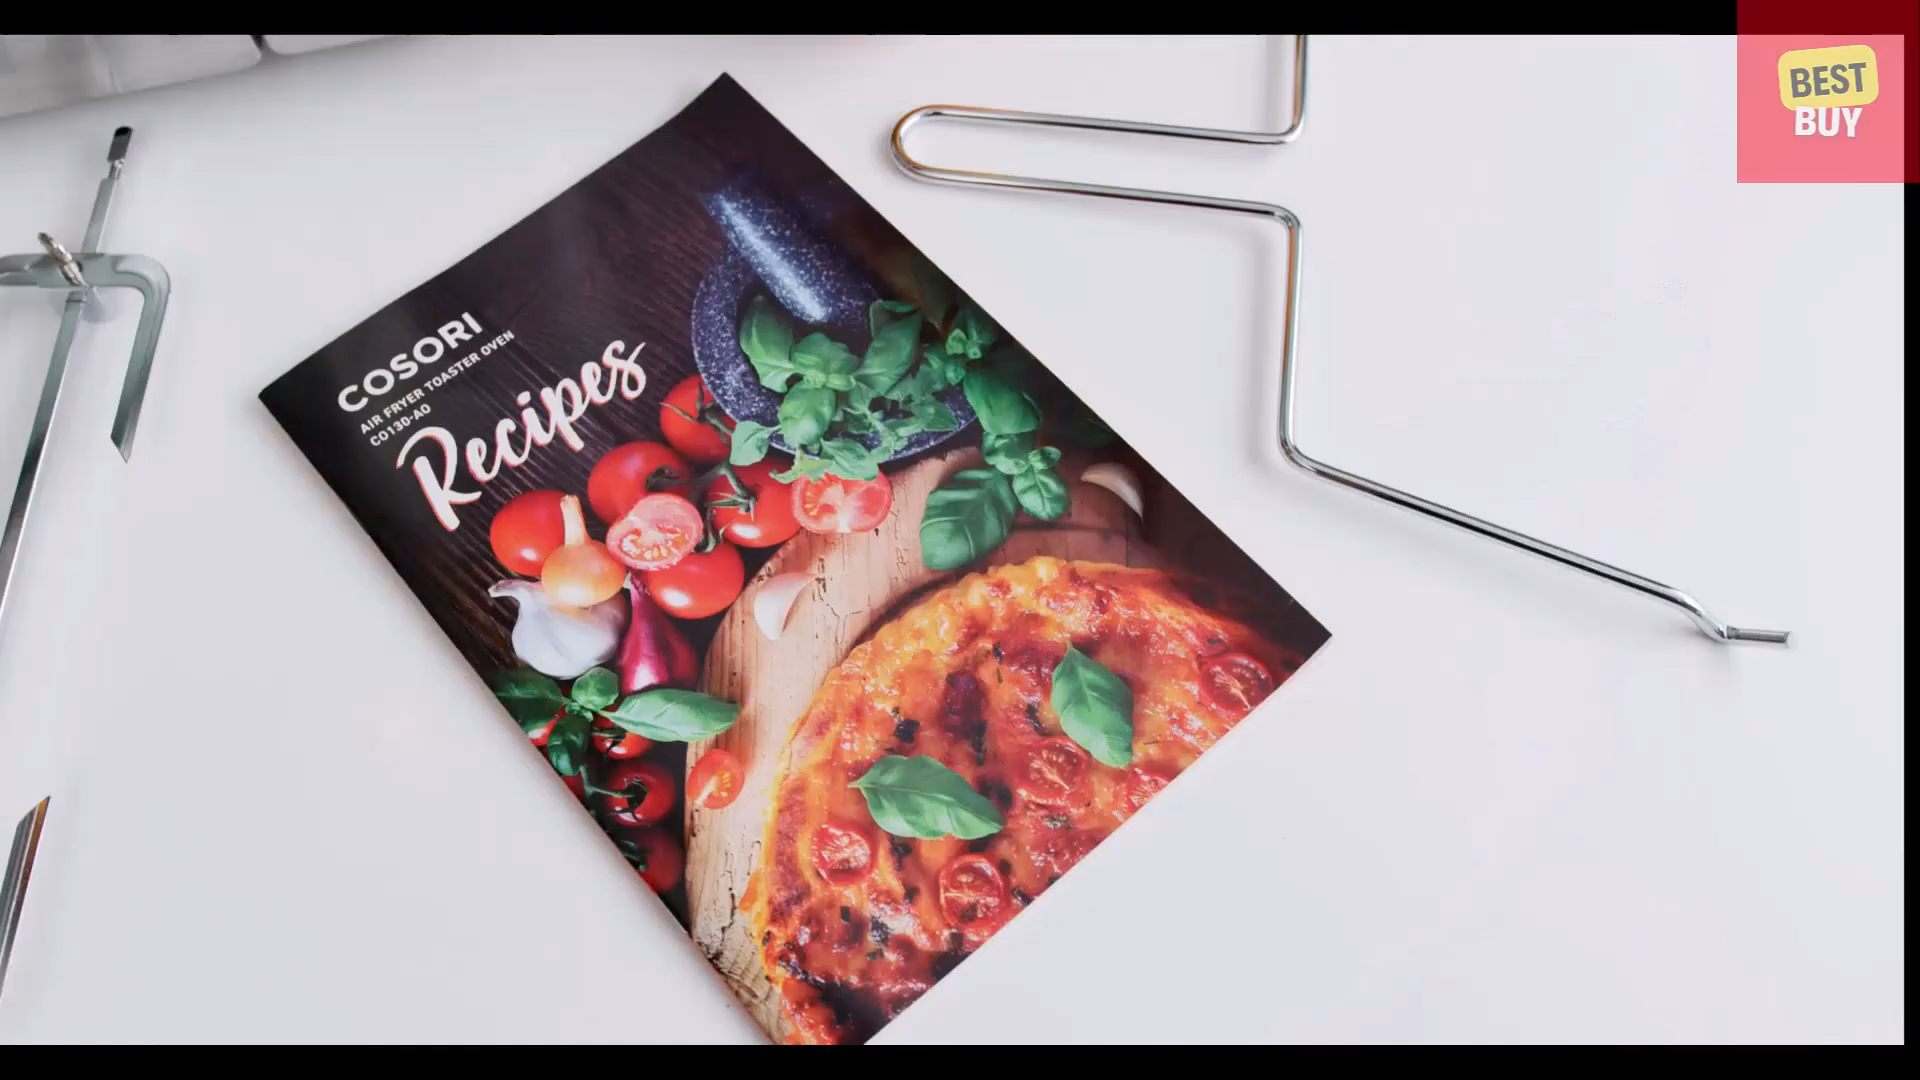 COSORI
AIR FRYER TOASTER OVEN
CO130-AO
Recipes
BEST
BUY